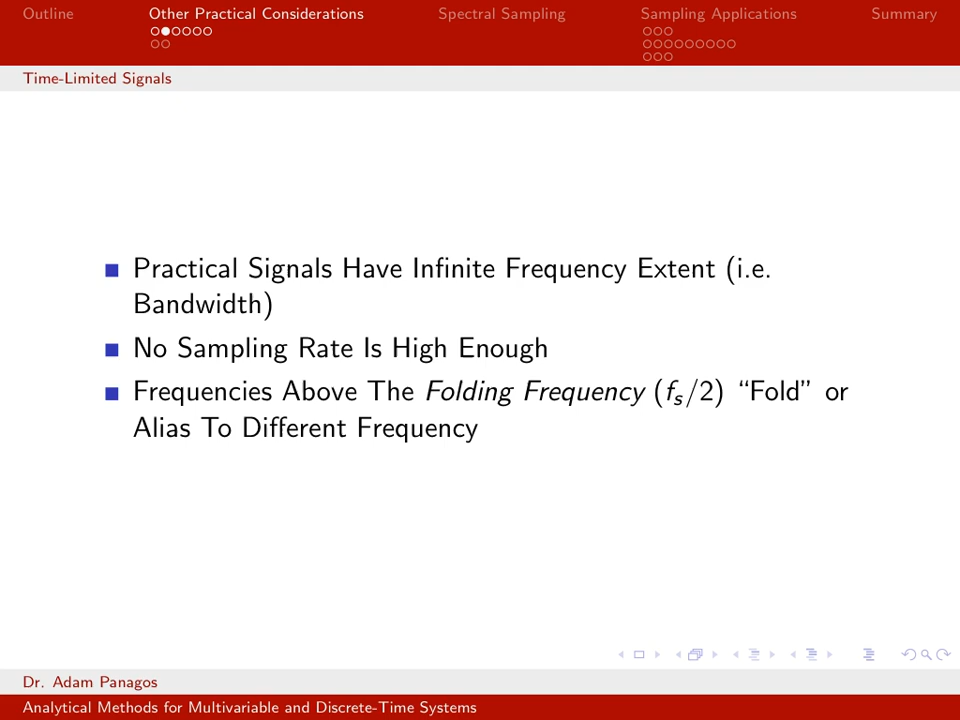 Outline
Other Practical Considerations
Spectral Sampling
Sampling Applications
Summary
Time-Limited Signals
Practical Signals Have Infinite Frequency Extent (i.e.
Bandwidth)
No Sampling Rate Is High Enough
Frequencies Above The Folding Frequency (fₛ/2) “Fold” or
Alias To Different Frequency
Dr. Adam Panagos
Analytical Methods for Multivariable and Discrete-Time Systems